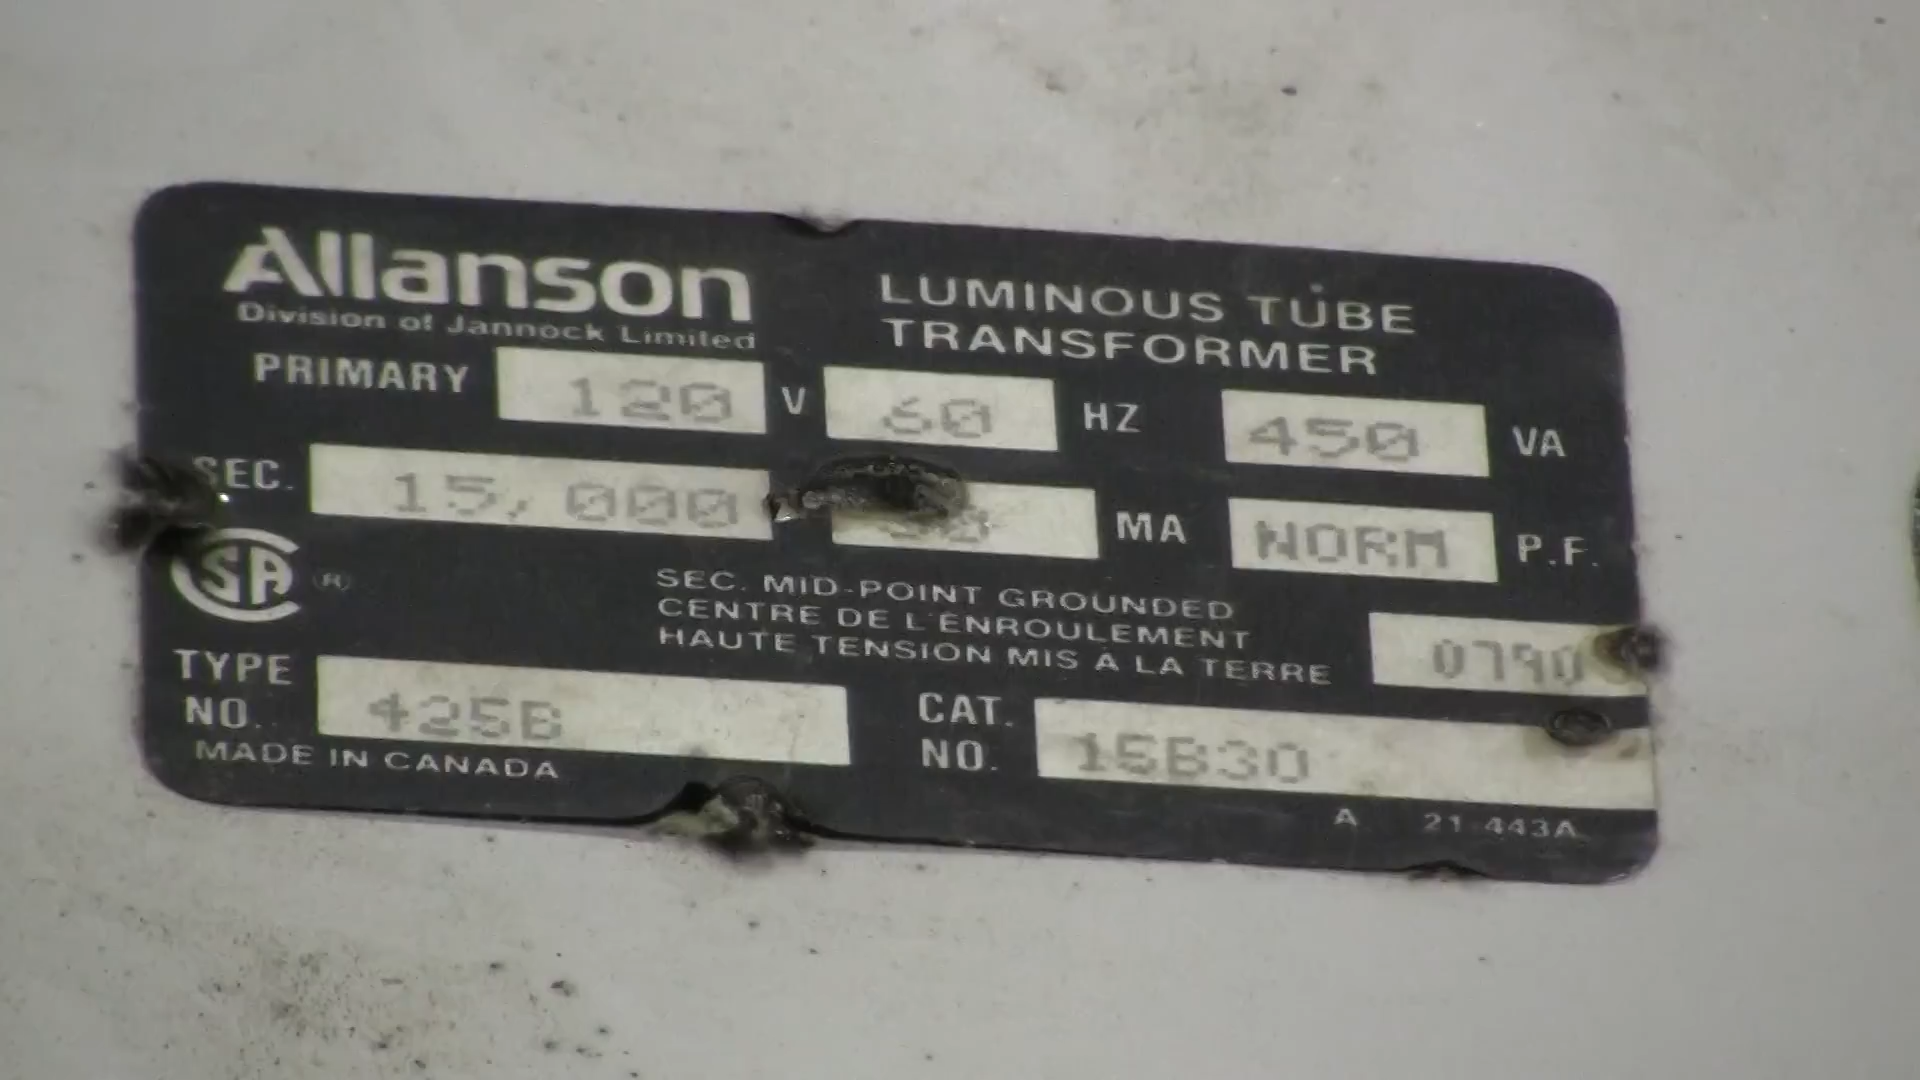 Allanson
Division of Jannock Limited
LUMINOUS TUBE
TRANSFORMER
PRIMARY 120 V 60 HZ 450 VA
SEC. 15,000 MA NORM P.F.
SA ®
SEC. MID-POINT GROUNDED
CENTRE DE L'ENROULEMENT
HAUTE TENSION MIS À LA TERRE
0790
TYPE NO. 425B
CAT. NO. 15B30
MADE IN CANADA
A 21-443A